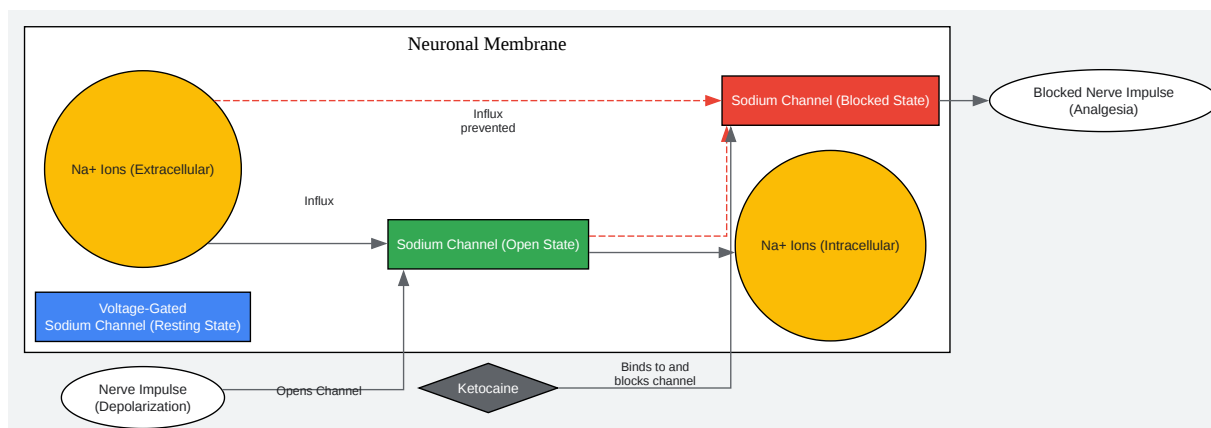 Neuronal Membrane
Sodium Channel (Blocked State)
Blocked Nerve Impulse
(Analgesia)
Influx
prevented
Na+ Ions (Extracellular)
Influx
Sodium Channel (Open State)
Na+ Ions (Intracellular)
Voltage-Gated
Sodium Channel (Resting State)
Nerve Impulse
(Depolarization)
Opens Channel
Ketocaine
Binds to and
blocks channel